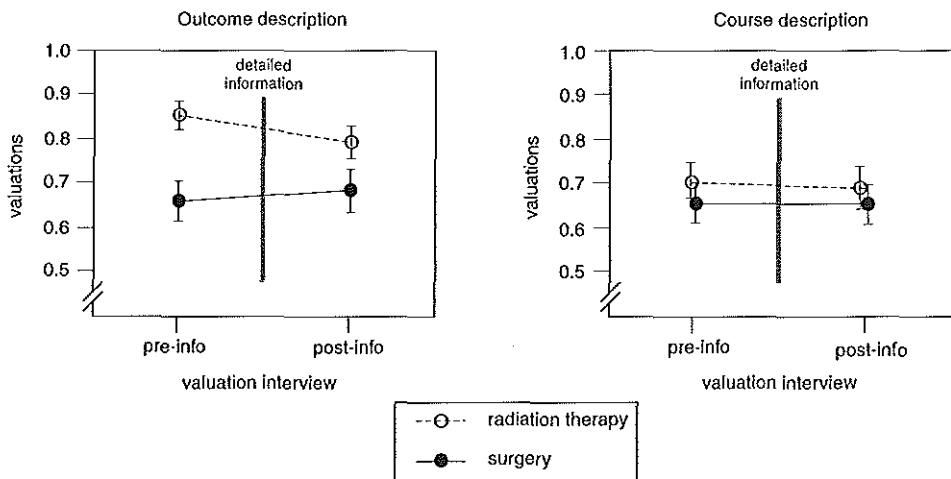 Outcome description
1.0
0.9
0.8
0.7
0.6
0.5
valuations
detailed
information
pre-info
post-info
valuation interview
Course description
1.0
0.9
0.8
0.7
0.6
0.5
valuations
detailed
information
pre-info
post-info
valuation interview
radiation therapy
surgery